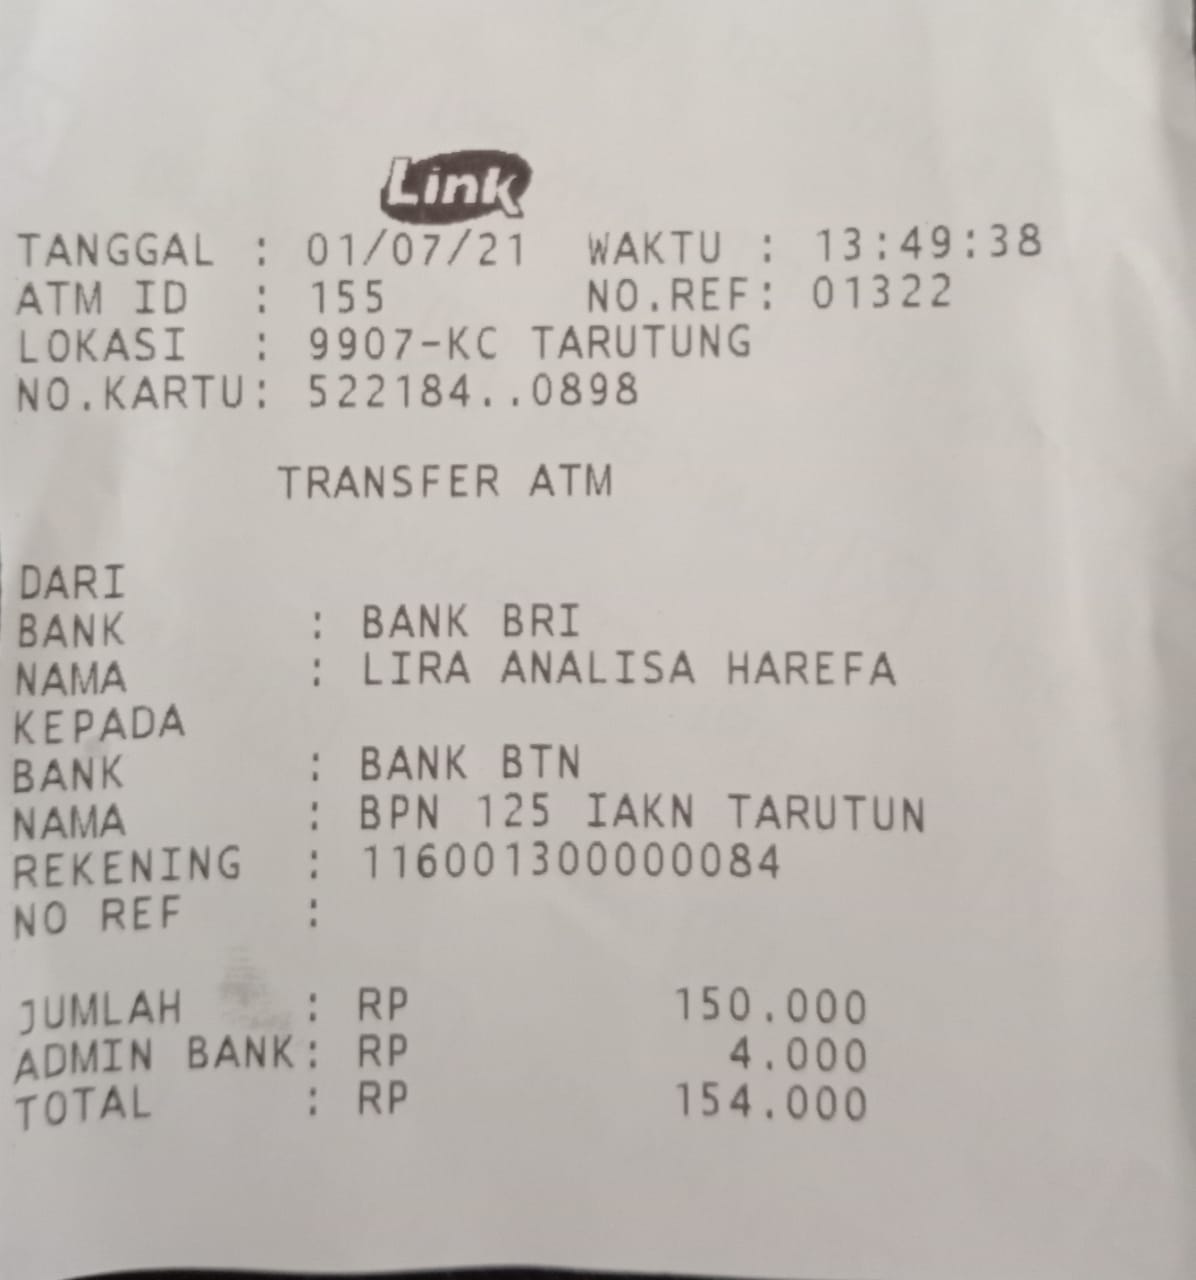 Link
TANGGAL : 01/07/21 WAKTU : 13:49:38
ATM ID : 155 NO.REF: 01322
LOKASI : 9907-KC TARUTUNG
NO.KARTU: 522184..0898
TRANSFER ATM
DARI
BANK : BANK BRI
NAMA : LIRA ANALISA HAREFA
KEPADA
BANK : BANK BTN
NAMA : BPN 125 IAKN TARUTUN
REKENING : 116001300000084
NO REF :
JUMLAH : RP 150.000
ADMIN BANK: RP 4.000
TOTAL : RP 154.000